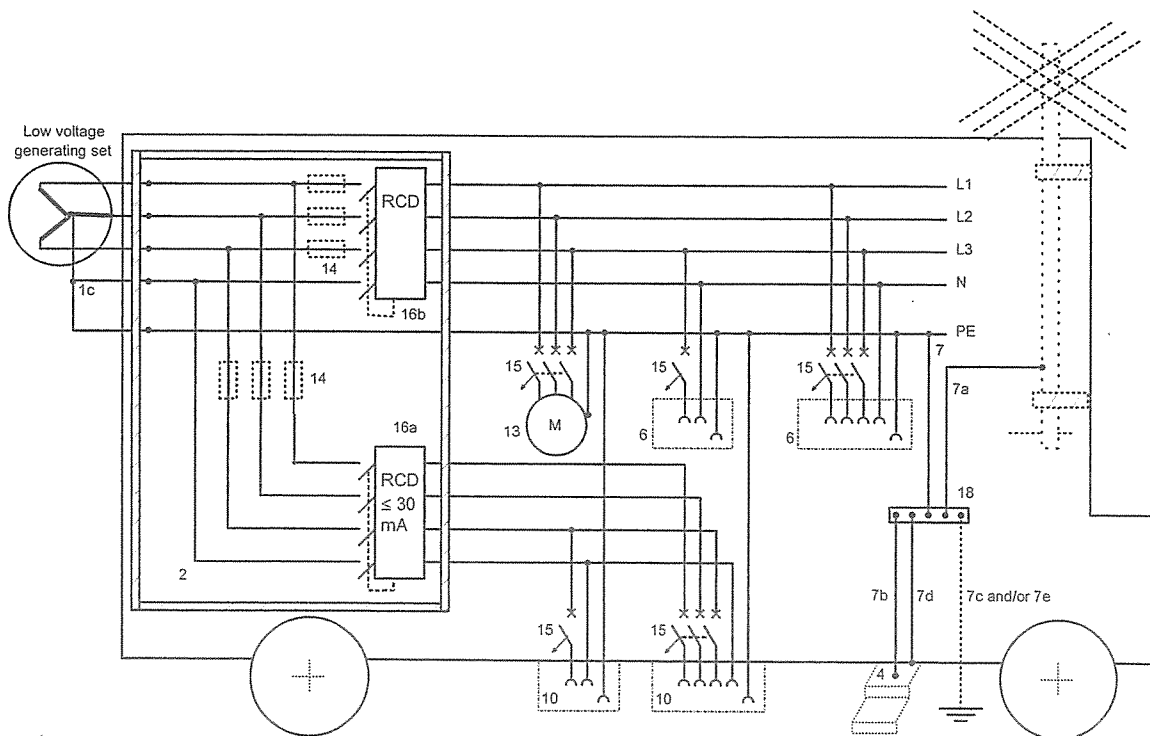 Low voltage
generating set
1c
RCD
14
16b
L1
L2
L3
N
PE
7
7a
14
15
M
13
15
6
15
6
16a
RCD
≤ 30
mA
2
18
7b
7d
7c and/or 7e
15
15
10
10
4